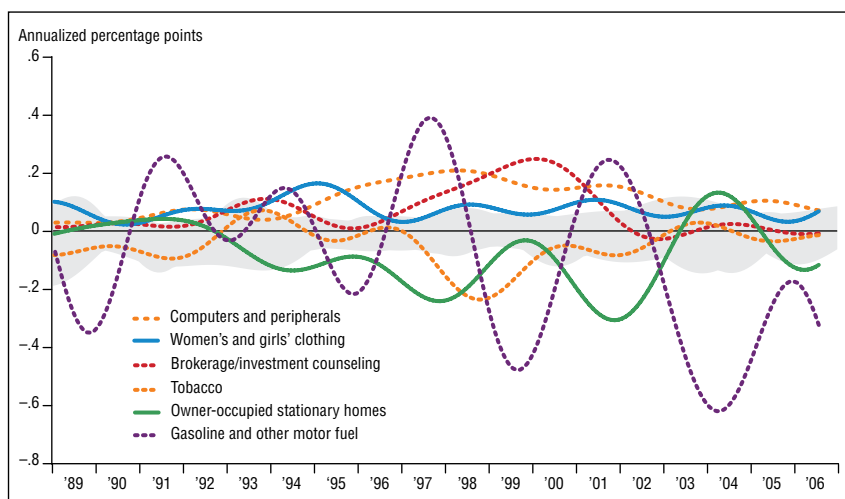 Annualized percentage points
.6
.4
.2
0
–.2
–.4
–.6
–.8
Computers and peripherals
Women's and girls' clothing
Brokerage/investment counseling
Tobacco
Owner-occupied stationary homes
Gasoline and other motor fuel
'89 '90 '91 '92 '93 '94 '95 '96 '97 '98 '99 '00 '01 '02 '03 '04 '05 '06